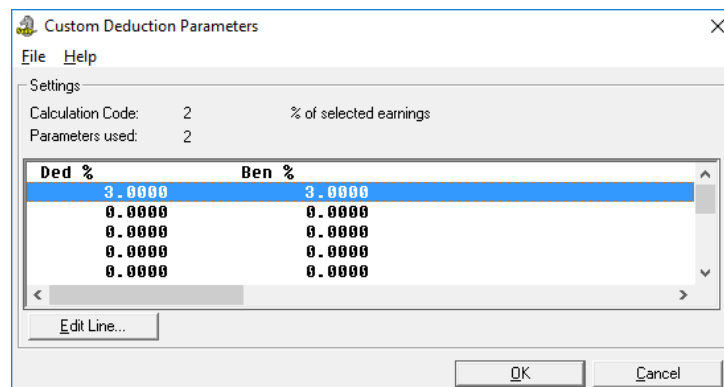 Custom Deduction Parameters
File Help
Settings
Calculation Code: 2 % of selected earnings
Parameters used: 2
Ded % Ben %
3.0000 3.0000
0.0000 0.0000
0.0000 0.0000
0.0000 0.0000
0.0000 0.0000
Edit Line...
OK Cancel